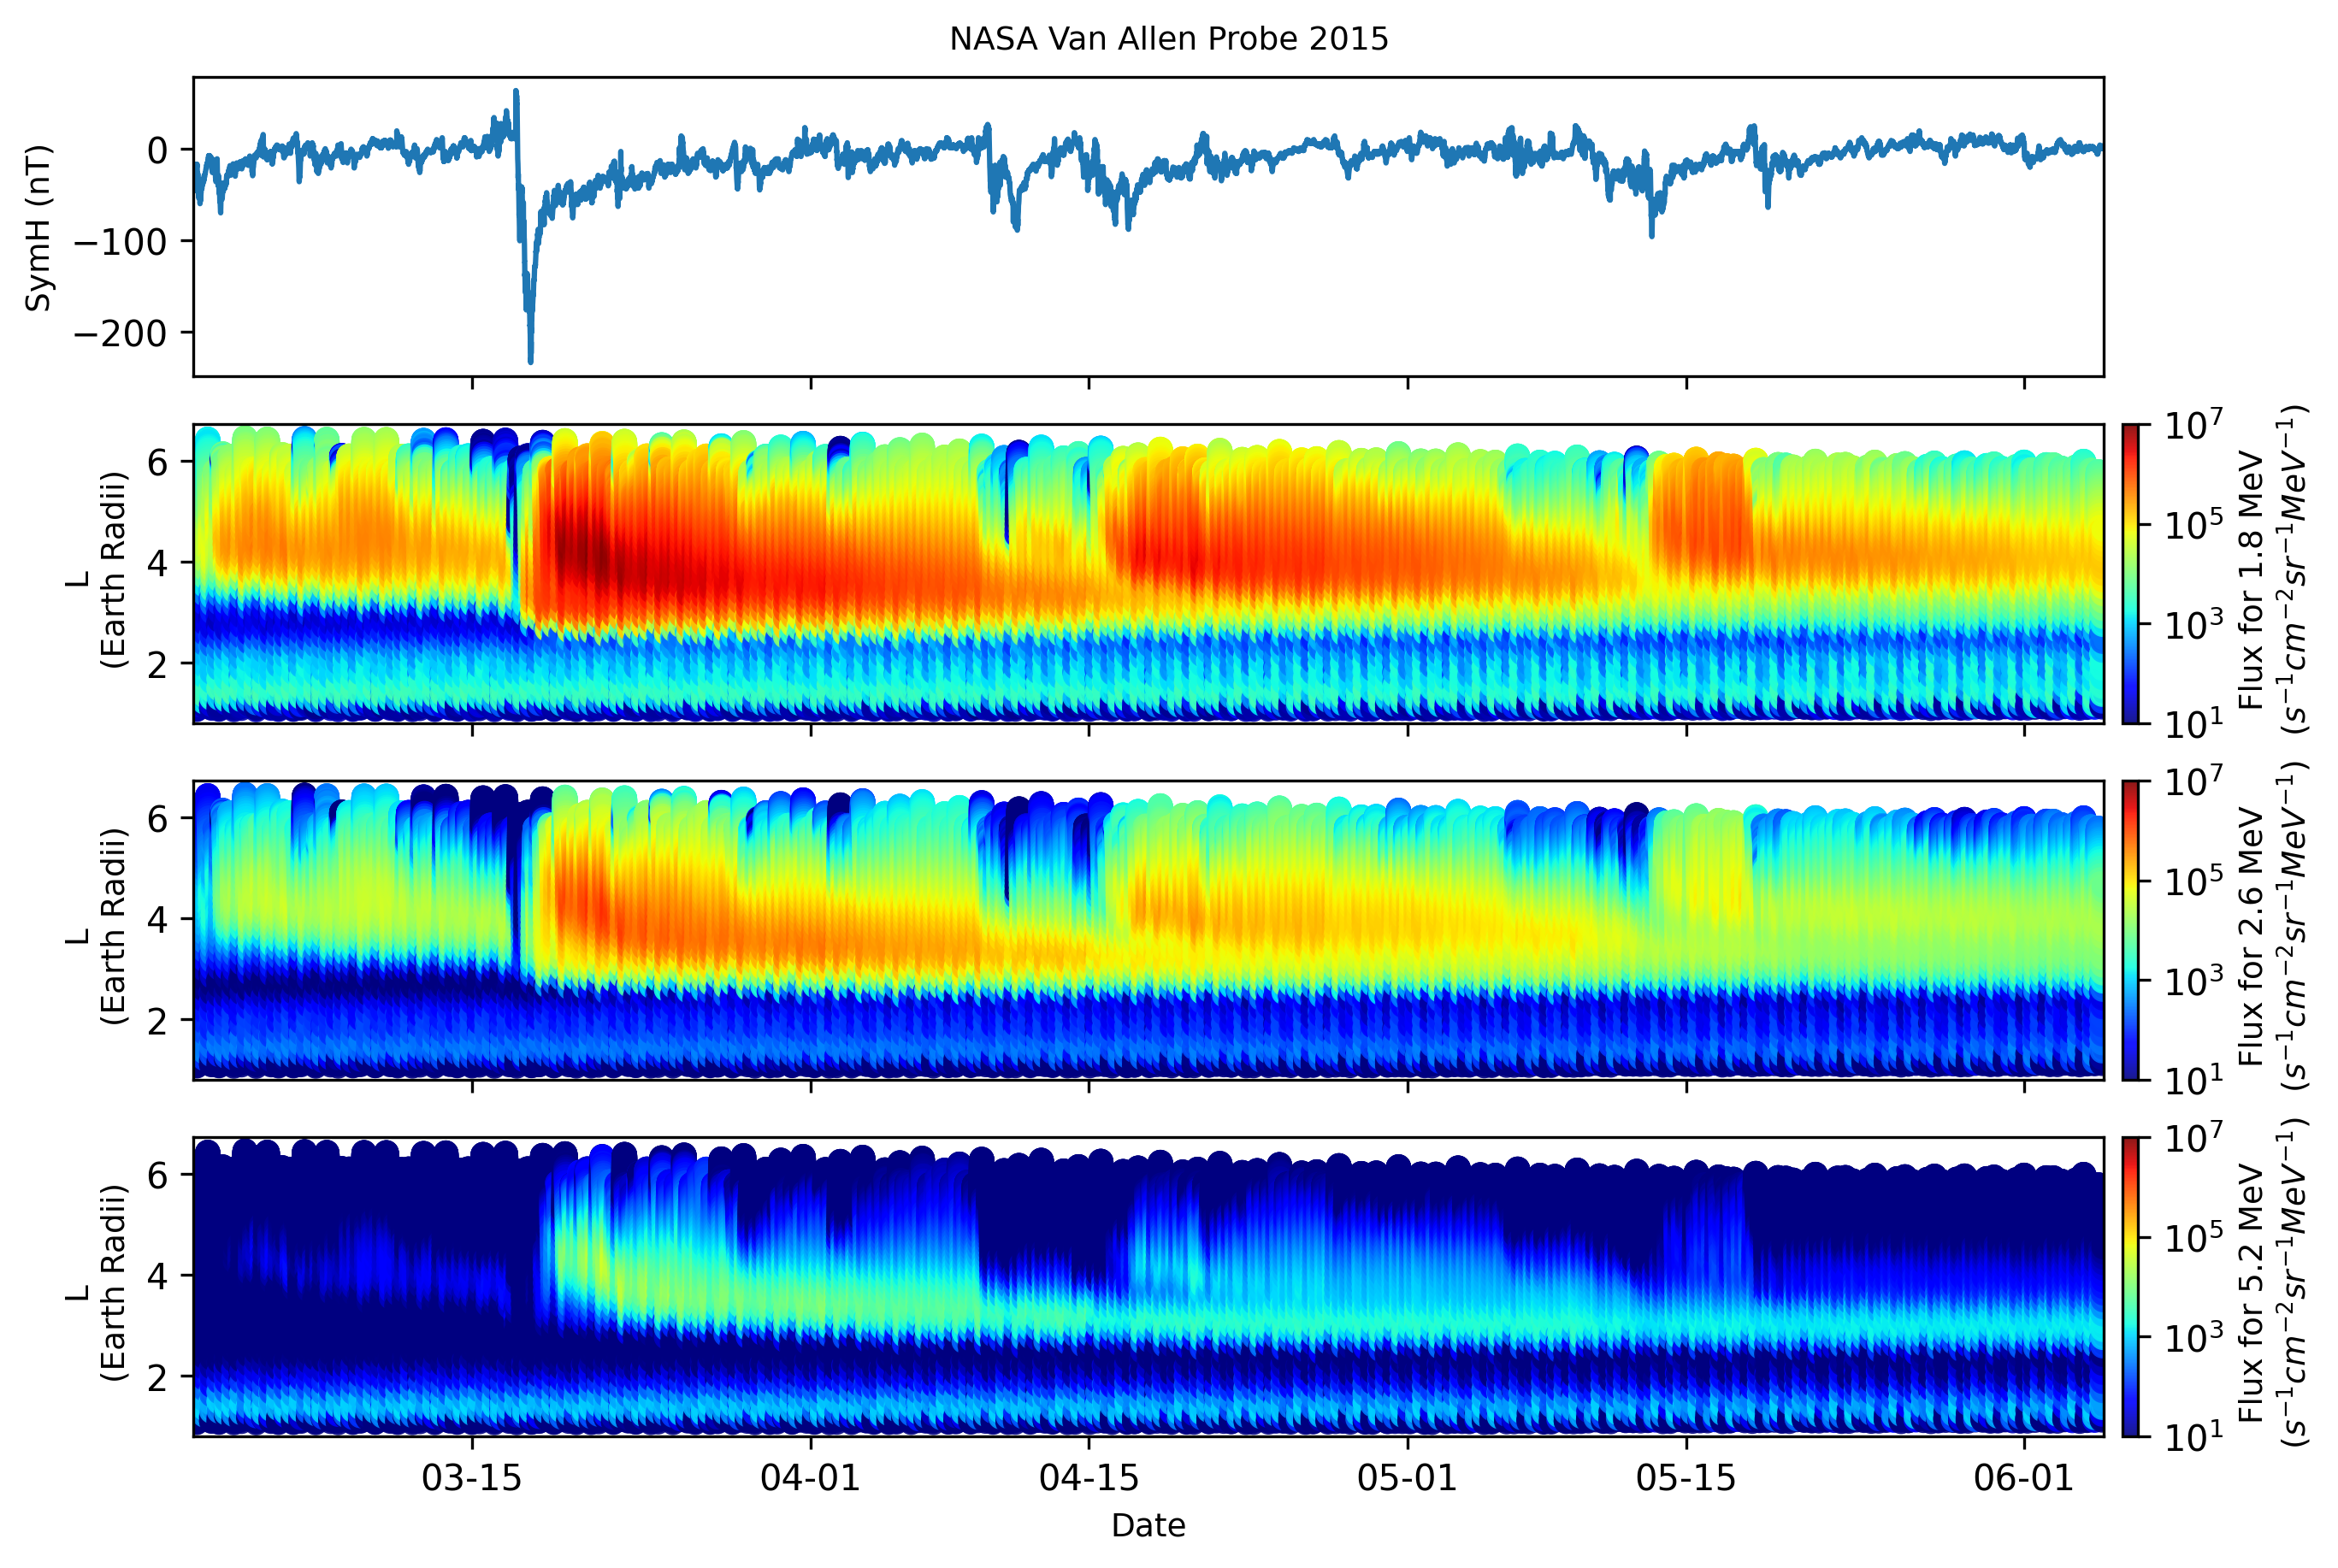 NASA Van Allen Probe 2015
SymH (nT)
0
−100
−200
L
(Earth Radii)
6
4
2
10^7
10^5
10^3
10^1
Flux for 1.8 MeV
(s^−1cm^−2sr^−1MeV^−1)
L
(Earth Radii)
6
4
2
10^7
10^5
10^3
10^1
Flux for 2.6 MeV
(s^−1cm^−2sr^−1MeV^−1)
L
(Earth Radii)
6
4
2
10^7
10^5
10^3
10^1
Flux for 5.2 MeV
(s^−1cm^−2sr^−1MeV^−1)
03-15 04-01 04-15 05-01 05-15 06-01
Date